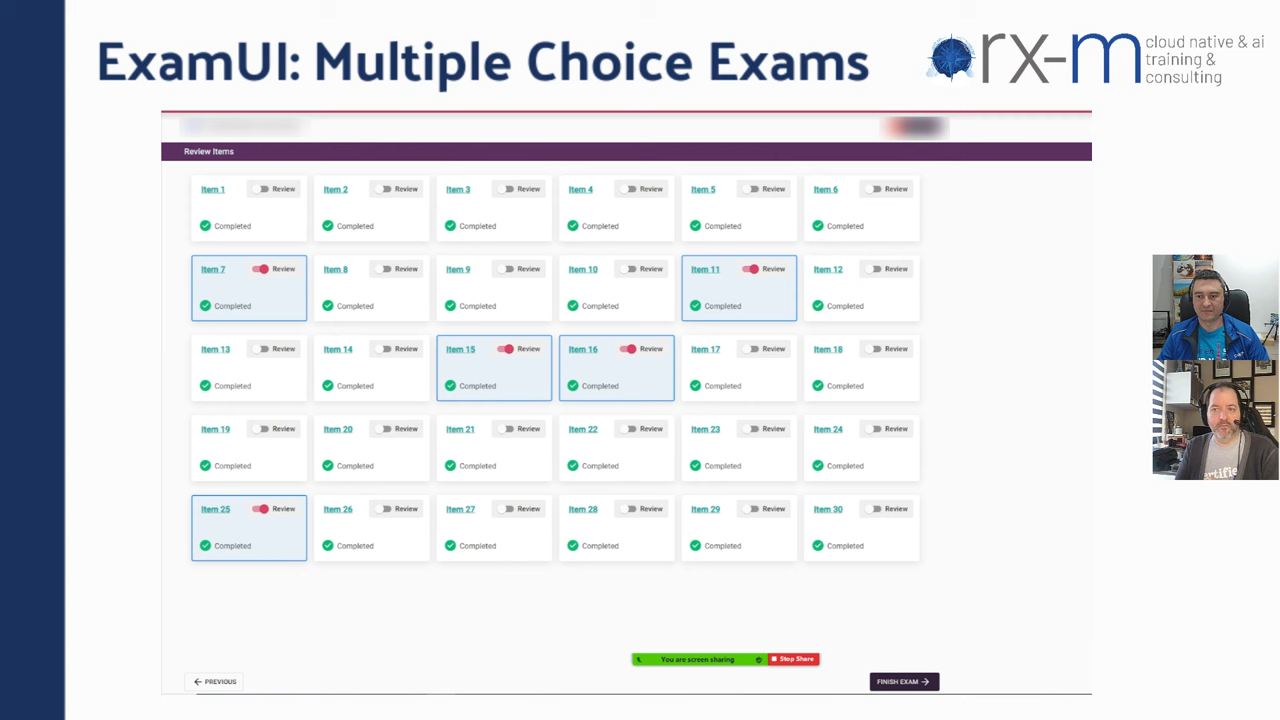 ExamUI: Multiple Choice Exams
rx-m
cloud native & ai
training &
consulting
Review Items
Item 1 Review Item 2 Review Item 3 Review Item 4 Review Item 5 Review Item 6 Review
Completed Completed Completed Completed Completed Completed
Item 7 Review Item 8 Review Item 9 Review Item 10 Review Item 11 Review Item 12 Review
Completed Completed Completed Completed Completed Completed
Item 13 Review Item 14 Review Item 15 Review Item 16 Review Item 17 Review Item 18 Review
Completed Completed Completed Completed Completed Completed
Item 19 Review Item 20 Review Item 21 Review Item 22 Review Item 23 Review Item 24 Review
Completed Completed Completed Completed Completed Completed
Item 25 Review Item 26 Review Item 27 Review Item 28 Review Item 29 Review Item 30 Review
Completed Completed Completed Completed Completed Completed
You are screen sharing Stop Share
PREVIOUS FINISH EXAM